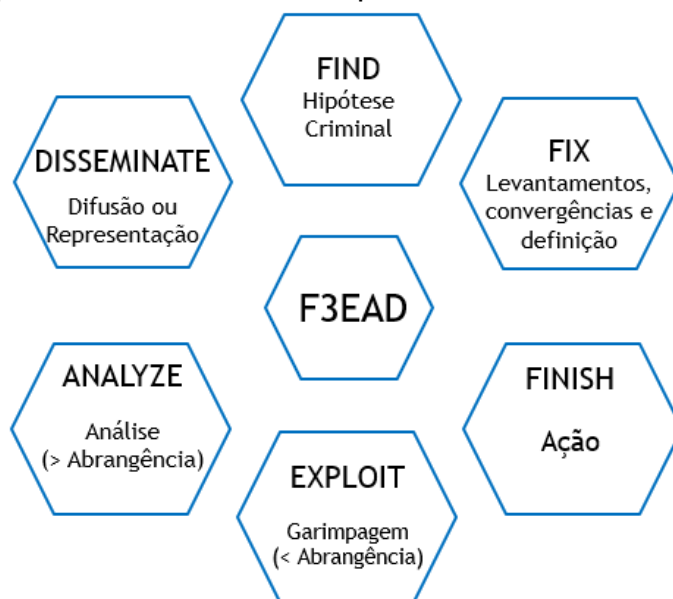 FIND
Hipótese
Criminal
FIX
Levantamentos,
convergências e
definição
FINISH
Ação
EXPLOIT
Garimpagem
(< Abrangência)
ANALYZE
Análise
(> Abrangência)
DISSEMINATE
Difusão ou
Representação
F3EAD